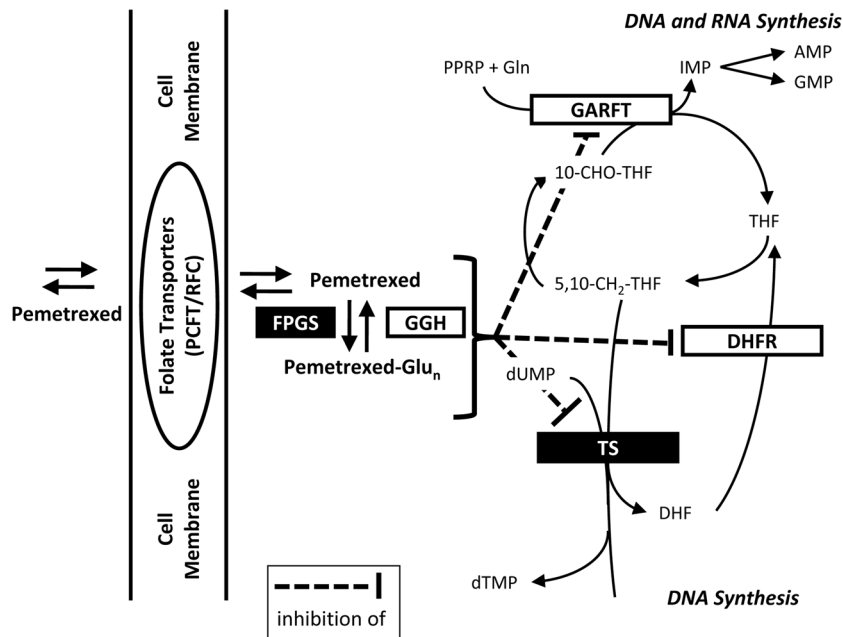 DNA and RNA Synthesis
Cell
Membrane
PPRP + Gln
IMP
AMP
GMP
GARFT
10-CHO-THF
THF
Folate Transporters
(PCFT/RFC)
Pemetrexed
Pemetrexed
5,10-CH₂-THF
FPGS
GGH
DHFR
Pemetrexed-Gluₙ
dUMP
TS
Cell
Membrane
DHF
dTMP
inhibition of
DNA Synthesis